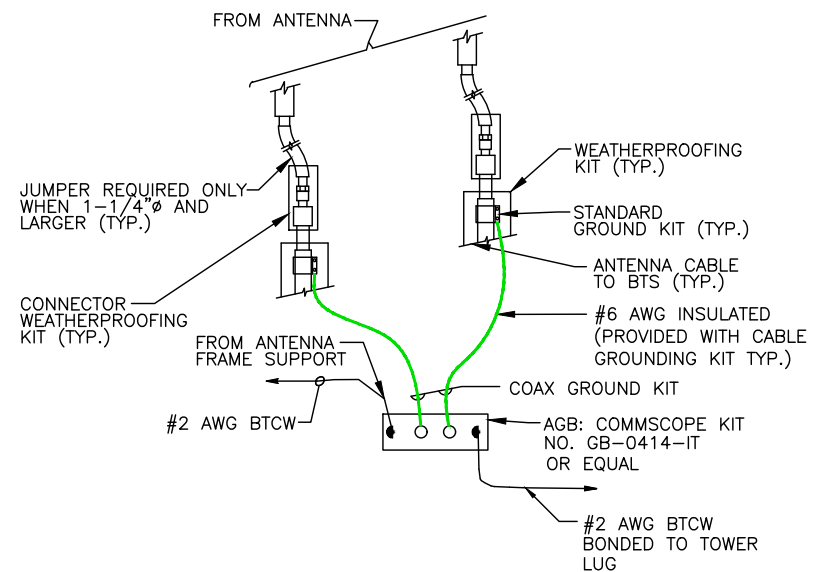 FROM ANTENNA
WEATHERPROOFING
KIT (TYP.)
JUMPER REQUIRED ONLY
WHEN 1-1/4"ø AND
LARGER (TYP.)
STANDARD
GROUND KIT (TYP.)
ANTENNA CABLE
TO BTS (TYP.)
CONNECTOR
WEATHERPROOFING
KIT (TYP.)
#6 AWG INSULATED
(PROVIDED WITH CABLE
GROUNDING KIT TYP.)
FROM ANTENNA
FRAME SUPPORT
COAX GROUND KIT
#2 AWG BTCW
AGB: COMMSCOPE KIT
NO. GB-0414-IT
OR EQUAL
#2 AWG BTCW
BONDED TO TOWER
LUG